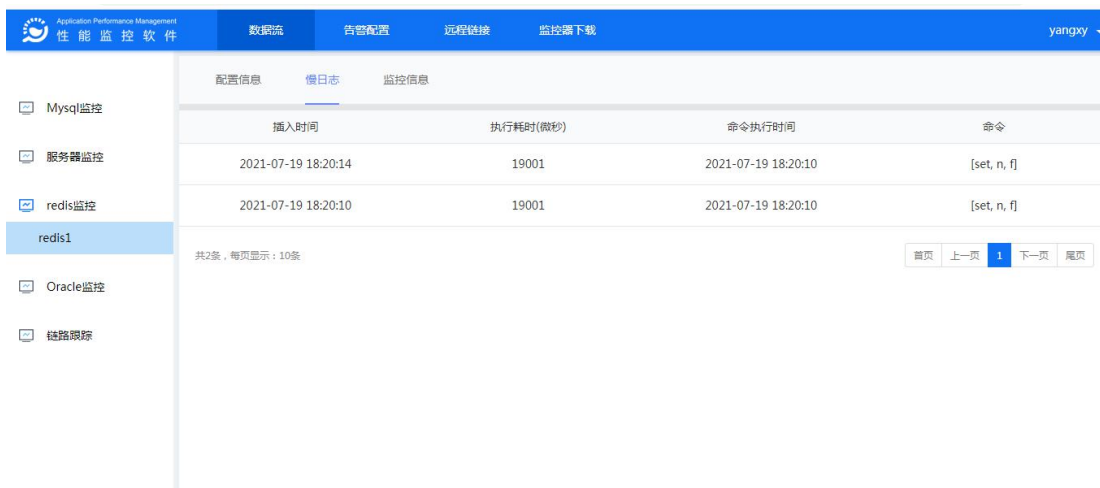 Application Performance Management
性能监控软件
数据流 告警配置 远程链接 监控器下载 yangxy
配置信息 慢日志 监控信息
Mysql监控
服务器监控
redis监控
redis1
Oracle监控
链路跟踪
插入时间 执行耗时(微秒) 命令执行时间 命令
2021-07-19 18:20:14 19001 2021-07-19 18:20:10 [set, n, f]
2021-07-19 18:20:10 19001 2021-07-19 18:20:10 [set, n, f]
共2条，每页显示：10条 首页 上一页 1 下一页 尾页